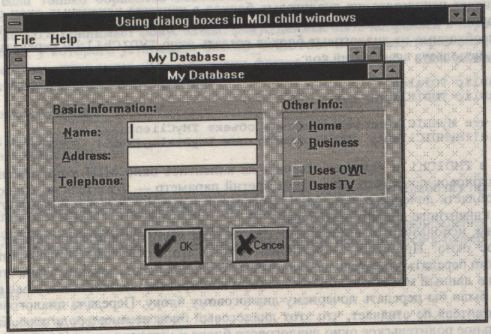 Using dialog boxes in MDI child windows
File Help
My Database
My Database
Basic Information:
Name:
Address:
Telephone:
Other Info:
Home
Business
Uses OWL
Uses TV
OK
Cancel